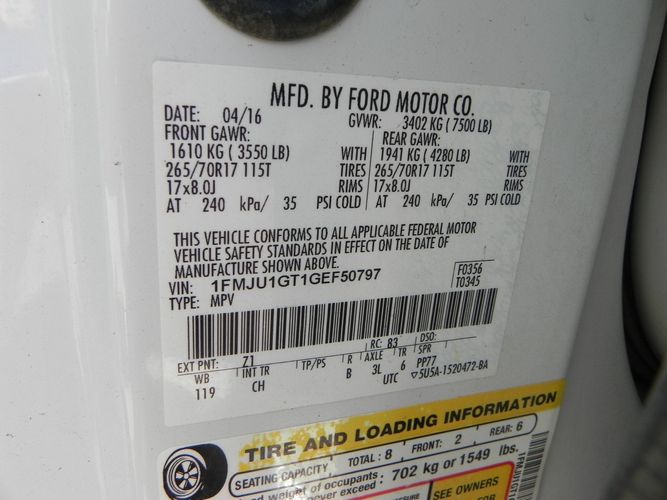 MFD. BY FORD MOTOR CO.
DATE: 04/16 GVWR: 3402 KG ( 7500 LB)
FRONT GAWR: REAR GAWR:
1610 KG ( 3550 LB) WITH 1941 KG ( 4280 LB) WITH
265/70R17 115T TIRES 265/70R17 115T TIRES
17x8.0J RIMS 17x8.0J RIMS
AT 240 kPa/ 35 PSI COLD AT 240 kPa/ 35 PSI COLD
THIS VEHICLE CONFORMS TO ALL APPLICABLE FEDERAL MOTOR
VEHICLE SAFETY STANDARDS IN EFFECT ON THE DATE OF
MANUFACTURE SHOWN ABOVE.
VIN: 1FMJU1GT1GEF50797 F0356
TYPE: MPV T0345
EXT PNT: Z1 RC: 83 DSO:
WB INT TR TP/PS R AXLE TR SPR
119 CH B 3L 6 PP77
UTC ▽5U5A-1520472-BA
TIRE AND LOADING INFORMATION
SEATING CAPACITY TOTAL: 8 FRONT: 2 REAR: 6
weight of occupants 702 kg or 1549 lbs.
exceed
SEE OWNERS